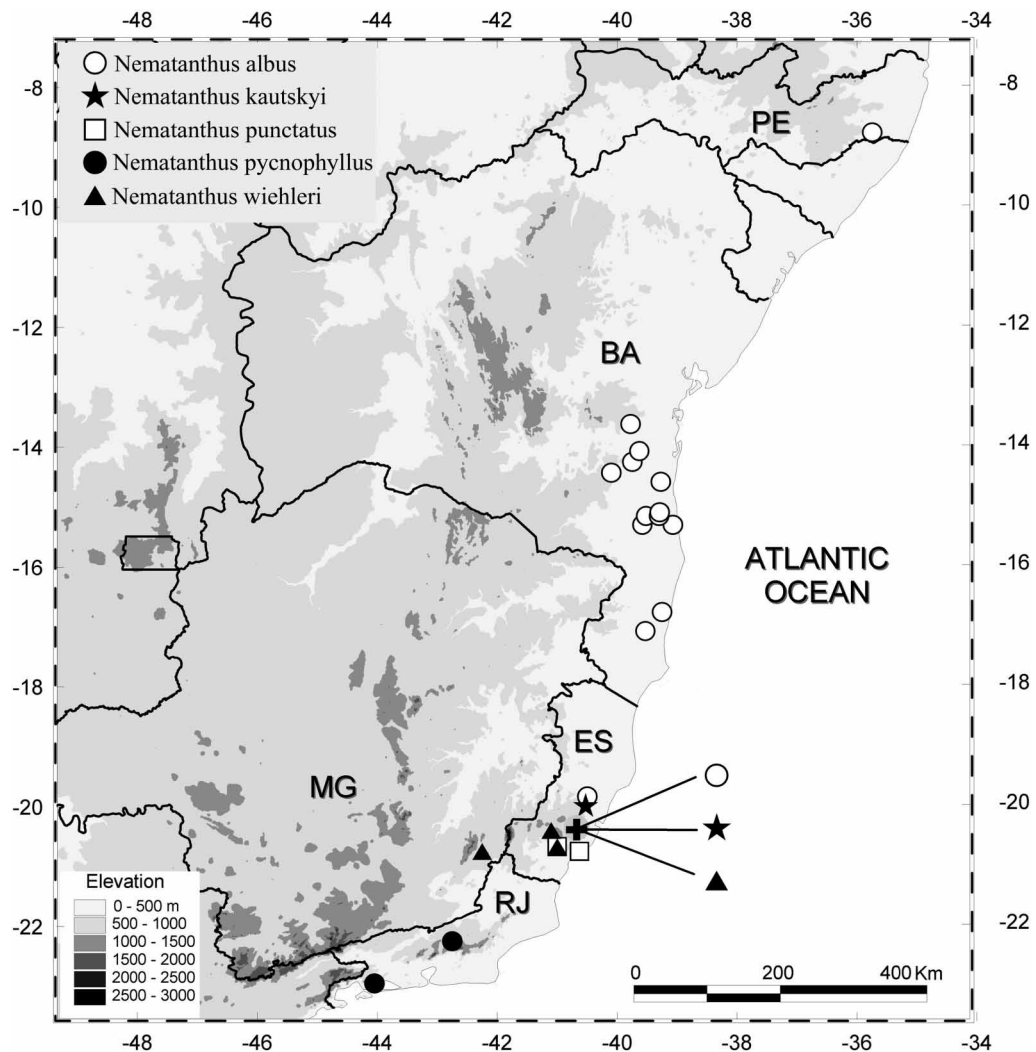 -48 -46 -44 -42 -40 -38 -36 -34
Nematanthus albus
Nematanthus kautskyi
Nematanthus punctatus
Nematanthus pycnophyllus
Nematanthus wiehleri
PE
-8 -8
-10 -10
-12 -12
BA
-14 -14
-16 -16
ATLANTIC
OCEAN
-18 -18
ES
MG
-20 -20
RJ
-22 -22
Elevation
0 - 500 m
500 - 1000
1000 - 1500
1500 - 2000
2000 - 2500
2500 - 3000
0 200 400 Km
-48 -46 -44 -42 -40 -38 -36 -34